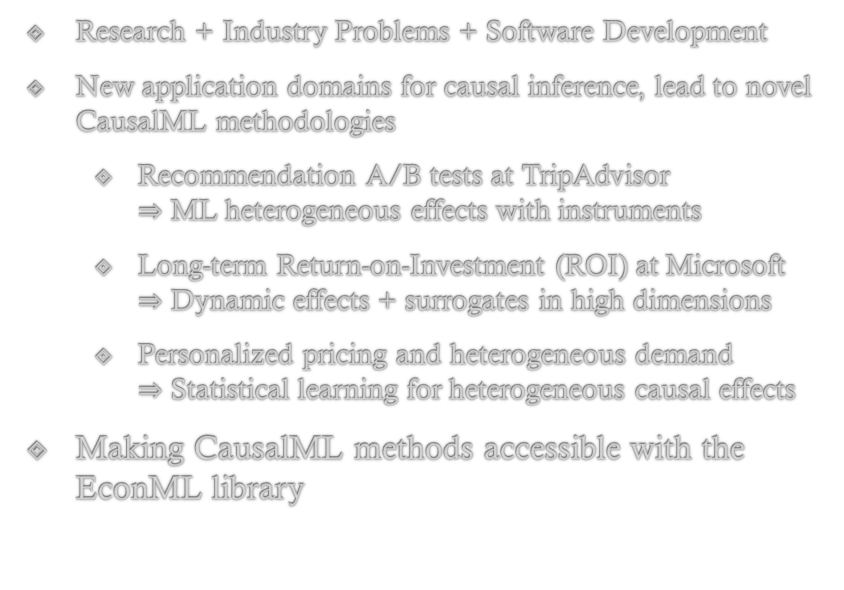 Research + Industry Problems + Software Development
New application domains for causal inference, lead to novel
CausalML methodologies
Recommendation A/B tests at TripAdvisor
⇒ ML heterogeneous effects with instruments
Long-term Return-on-Investment (ROI) at Microsoft
⇒ Dynamic effects + surrogates in high dimensions
Personalized pricing and heterogeneous demand
⇒ Statistical learning for heterogeneous causal effects
Making CausalML methods accessible with the
EconML library